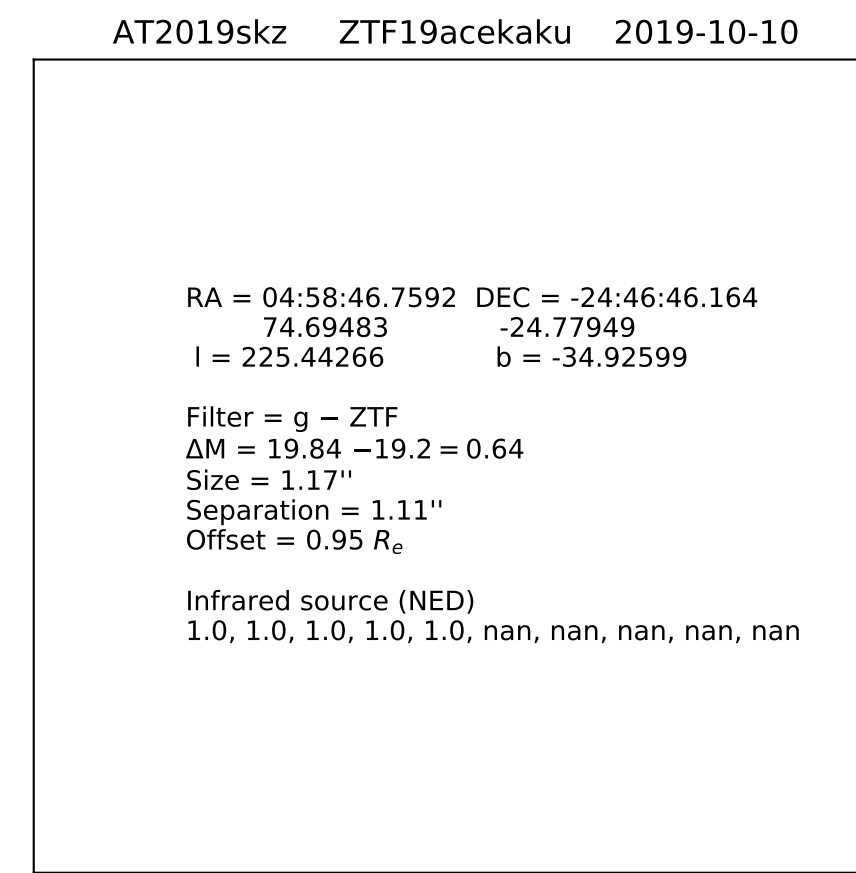 AT2019skz ZTF19acekaku 2019-10-10
RA = 04:58:46.7592 DEC = -24:46:46.164
74.69483 -24.77949
l = 225.44266 b = -34.92599
Filter = g − ZTF
ΔM = 19.84 −19.2 = 0.64
Size = 1.17''
Separation = 1.11''
Offset = 0.95 Rₑ
Infrared source (NED)
1.0, 1.0, 1.0, 1.0, 1.0, nan, nan, nan, nan, nan